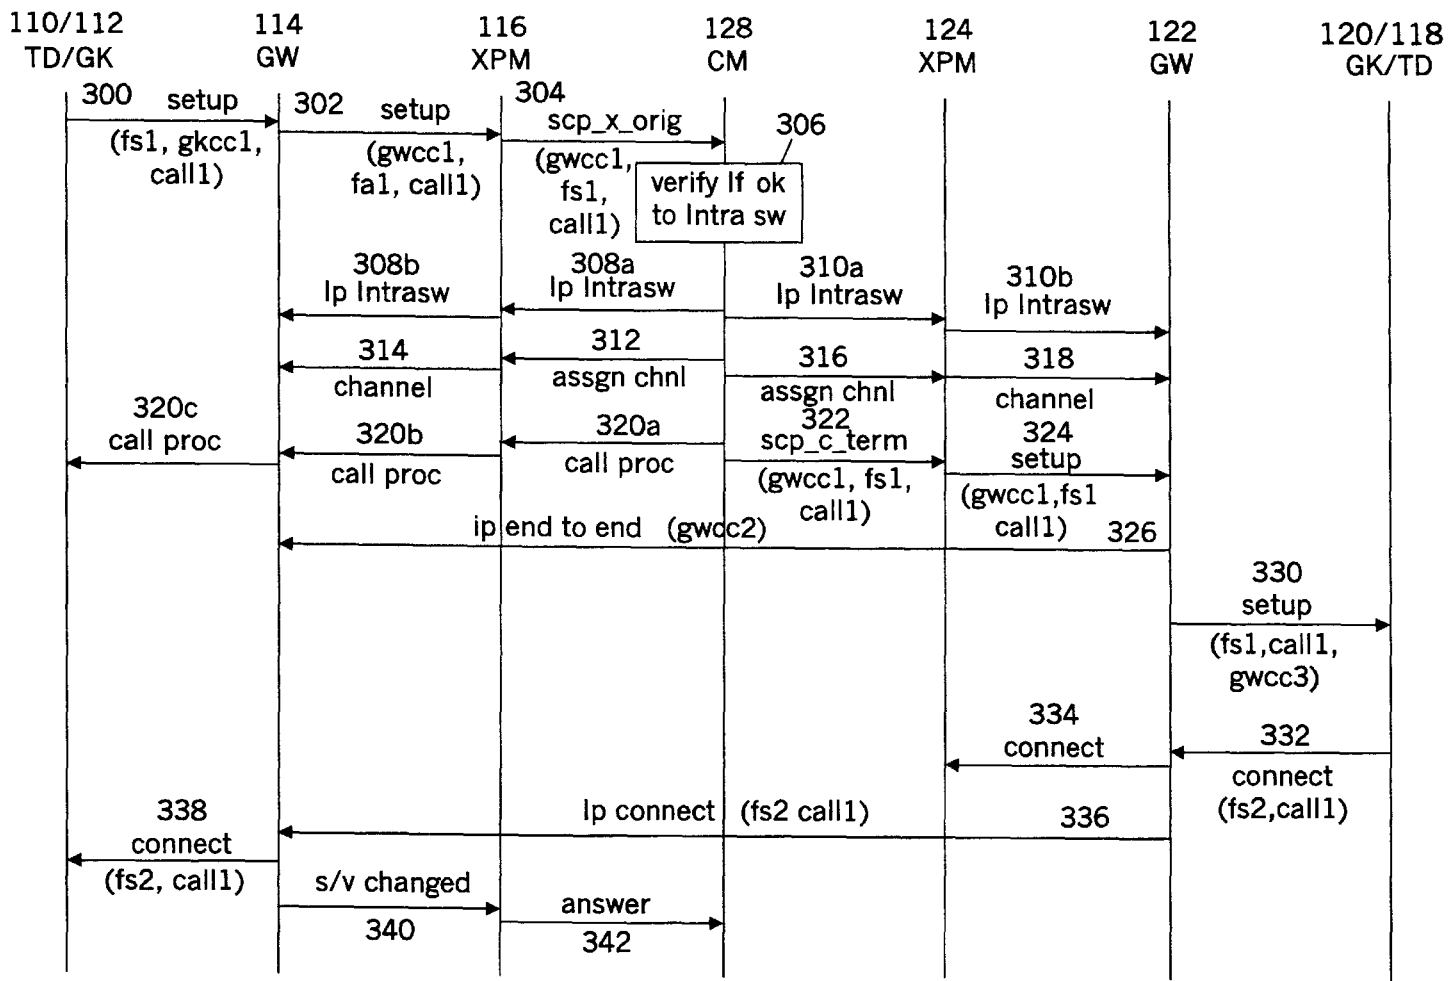 110/112 114 116 128 124 122 120/118
TD/GK GW XPM CM XPM GW GK/TD
300 setup
(fs1, gkcc1,
call1)
302 setup
(gwcc1,
fa1, call1)
304
scp_x_orig
(gwcc1,
fs1,
call1)
306
verify If ok
to Intra sw
308b
Ip Intrasw
308a
Ip Intrasw
310a
Ip Intrasw
310b
Ip Intrasw
314
channel
312
assgn chnl
316
assgn chnl
318
channel
320c
call proc
320b
call proc
320a
call proc
322
scp_c_term
(gwcc1, fs1,
call1)
324
setup
(gwcc1,fs1
call1)
ip end to end (gwcc2)
326
330
setup
(fs1,call1,
gwcc3)
334
connect
332
connect
(fs2,call1)
Ip connect (fs2 call1)
336
338
connect
(fs2, call1)
s/v changed
340
answer
342